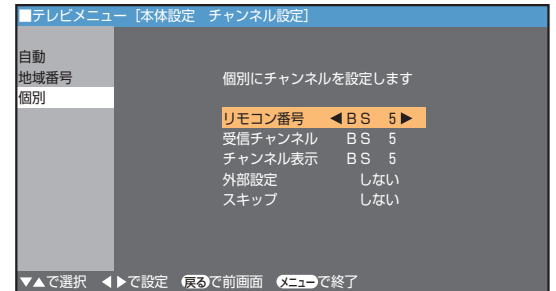 ■テレビメニュー [本体設定 チャンネル設定]
自動
地域番号
個別
個別にチャンネルを設定します
リモコン番号 ◀BS 5▶
受信チャンネル BS 5
チャンネル表示 BS 5
外部設定 しない
スキップ しない
▼▲で選択 ◀▶で設定 戻るで前画面 メニューで終了